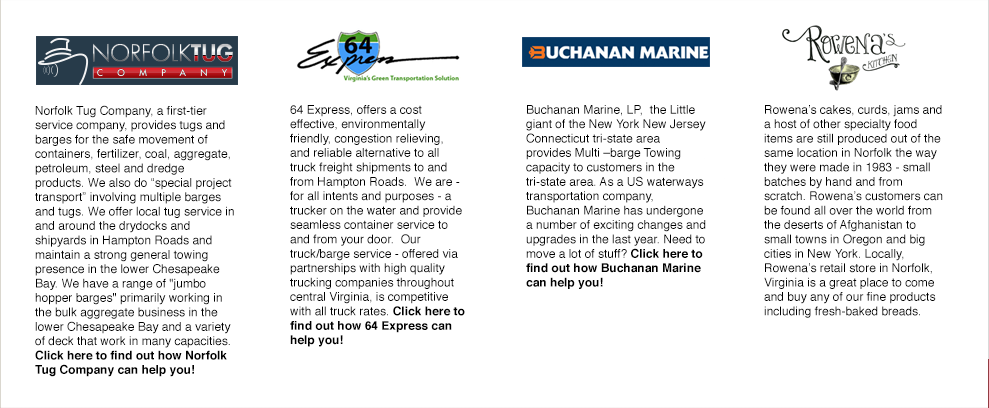 NORFOLKTUG
COMPANY
Norfolk Tug Company, a first-tier
service company, provides tugs and
barges for the safe movement of
containers, fertilizer, coal, aggregate,
petroleum, steel and dredge
products. We also do “special project
transport” involving multiple barges
and tugs. We offer local tug service in
and around the drydocks and
shipyards in Hampton Roads and
maintain a strong general towing
presence in the lower Chesapeake
Bay. We have a range of "jumbo
hopper barges" primarily working in
the bulk aggregate business in the
lower Chesapeake Bay and a variety
of deck that work in many capacities.
Click here to find out how Norfolk
Tug Company can help you!
64
Express
Virginia's Green Transportation Solution
64 Express, offers a cost
effective, environmentally
friendly, congestion relieving,
and reliable alternative to all
truck freight shipments to and
from Hampton Roads.  We are -
for all intents and purposes - a
trucker on the water and provide
seamless container service to
and from your door.  Our
truck/barge service - offered via
partnerships with high quality
trucking companies throughout
central Virginia, is competitive
with all truck rates. Click here to
find out how 64 Express can
help you!
BUCHANAN MARINE
Buchanan Marine, LP,  the Little
giant of the New York New Jersey
Connecticut tri-state area
provides Multi –barge Towing
capacity to customers in the
tri-state area. As a US waterways
transportation company,
Buchanan Marine has undergone
a number of exciting changes and
upgrades in the last year. Need to
move a lot of stuff? Click here to
find out how Buchanan Marine
can help you!
ROWENA'S
KITCHEN
Rowena’s cakes, curds, jams and
a host of other specialty food
items are still produced out of the
same location in Norfolk the way
they were made in 1983 - small
batches by hand and from
scratch. Rowena’s customers can
be found all over the world from
the deserts of Afghanistan to
small towns in Oregon and big
cities in New York. Locally,
Rowena’s retail store in Norfolk,
Virginia is a great place to come
and buy any of our fine products
including fresh-baked breads.